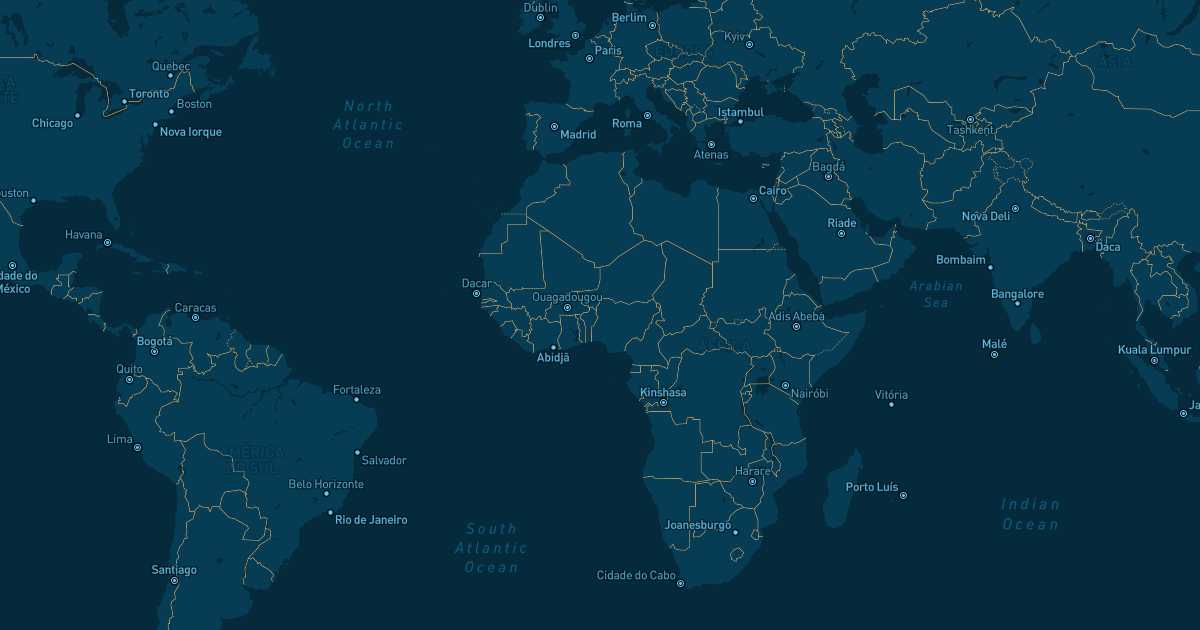 Dublin
Berlim
Londres
Paris
EUROPA
Kyiv
ÁSIA
Quebec
Toronto
Boston
Chicago
Nova Iorque
North
Atlantic
Ocean
Madrid
Roma
Istambul
Atenas
Tashkent
Bagdá
Cairo
Riade
Nova Deli
Daca
Bombaim
Arabian
Sea
Bangalore
Malé
Kuala Lumpur
Ja
uston
Havana
dade do
México
Caracas
Bogotá
Quito
Dacar
Ouagadougou
Abidjã
Adis Abeba
ÁFRICA
Kinshasa
Nairóbi
Vitória
Fortaleza
Lima
AMÉRICA
DO SUL
Salvador
Belo Horizonte
Rio de Janeiro
Harare
Porto Luís
Joanesburgo
Cidade do Cabo
Santiago
South
Atlantic
Ocean
Indian
Ocean